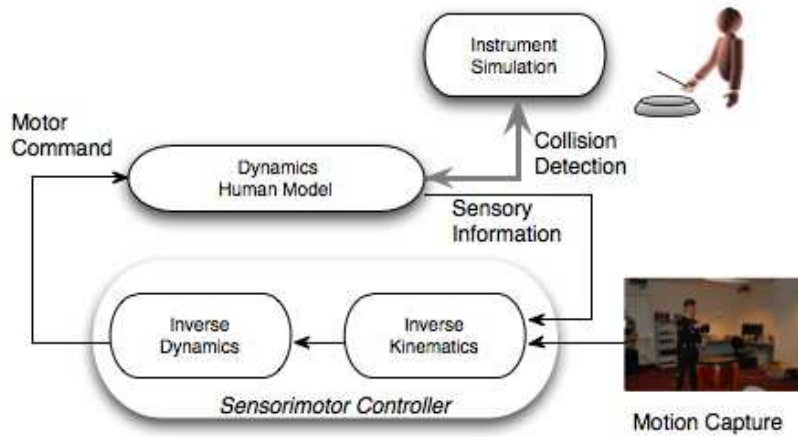 Instrument
Simulation
Motor
Command
Collision
Detection
Dynamics
Human Model
Sensory
Information
Inverse
Dynamics
Inverse
Kinematics
Sensorimotor Controller
Motion Capture